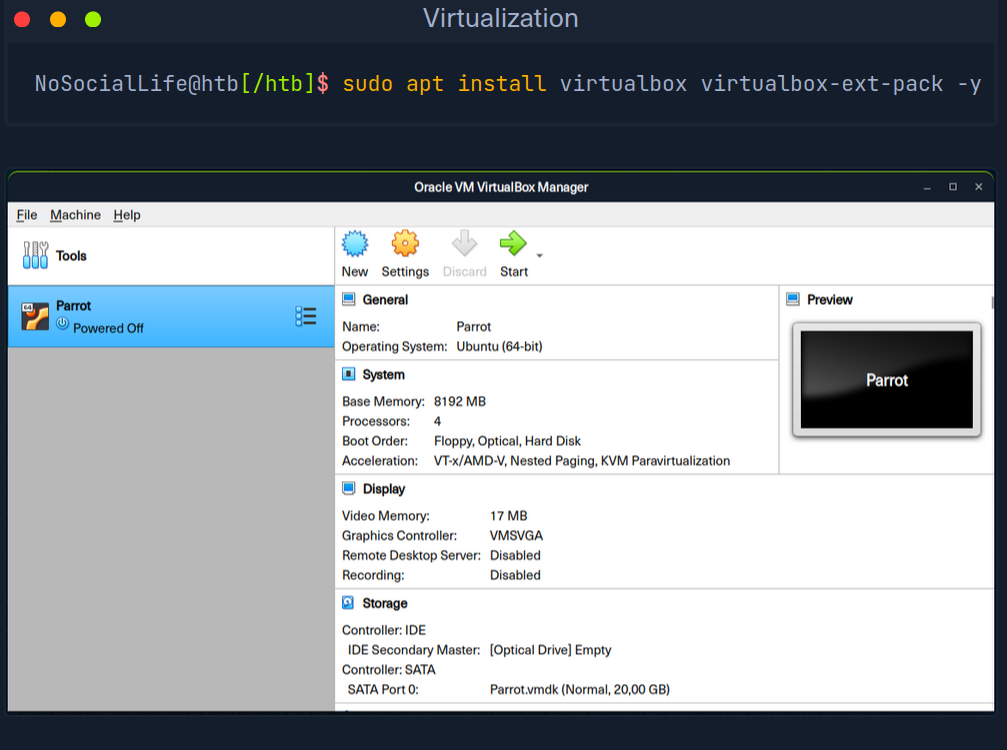 Virtualization
NoSocialLife@htb[/htb]$ sudo apt install virtualbox virtualbox-ext-pack -y
Oracle VM VirtualBox Manager
File Machine Help
Tools
New Settings Discard Start
64
Parrot
Powered Off
General
Name: Parrot
Operating System: Ubuntu (64-bit)
System
Base Memory: 8192 MB
Processors: 4
Boot Order: Floppy, Optical, Hard Disk
Acceleration: VT-x/AMD-V, Nested Paging, KVM Paravirtualization
Preview
Parrot
Display
Video Memory: 17 MB
Graphics Controller: VMSVGA
Remote Desktop Server: Disabled
Recording: Disabled
Storage
Controller: IDE
IDE Secondary Master: [Optical Drive] Empty
Controller: SATA
SATA Port 0: Parrot.vmdk (Normal, 20,00 GB)